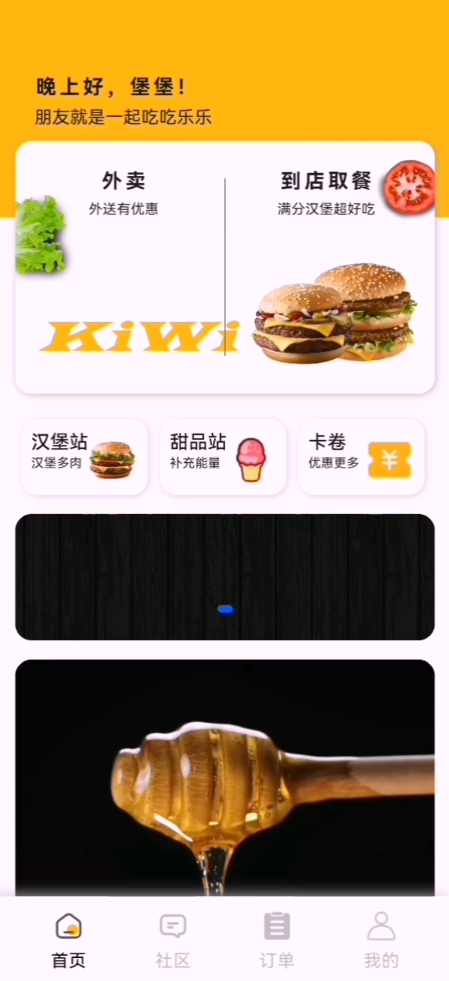 晚上好，堡堡！
朋友就是一起吃吃乐乐
外卖
外送有优惠
到店取餐
满分汉堡超好吃
KiWi
汉堡站
汉堡多肉
甜品站
补充能量
卡卷
优惠更多
¥
首页
社区
订单
我的